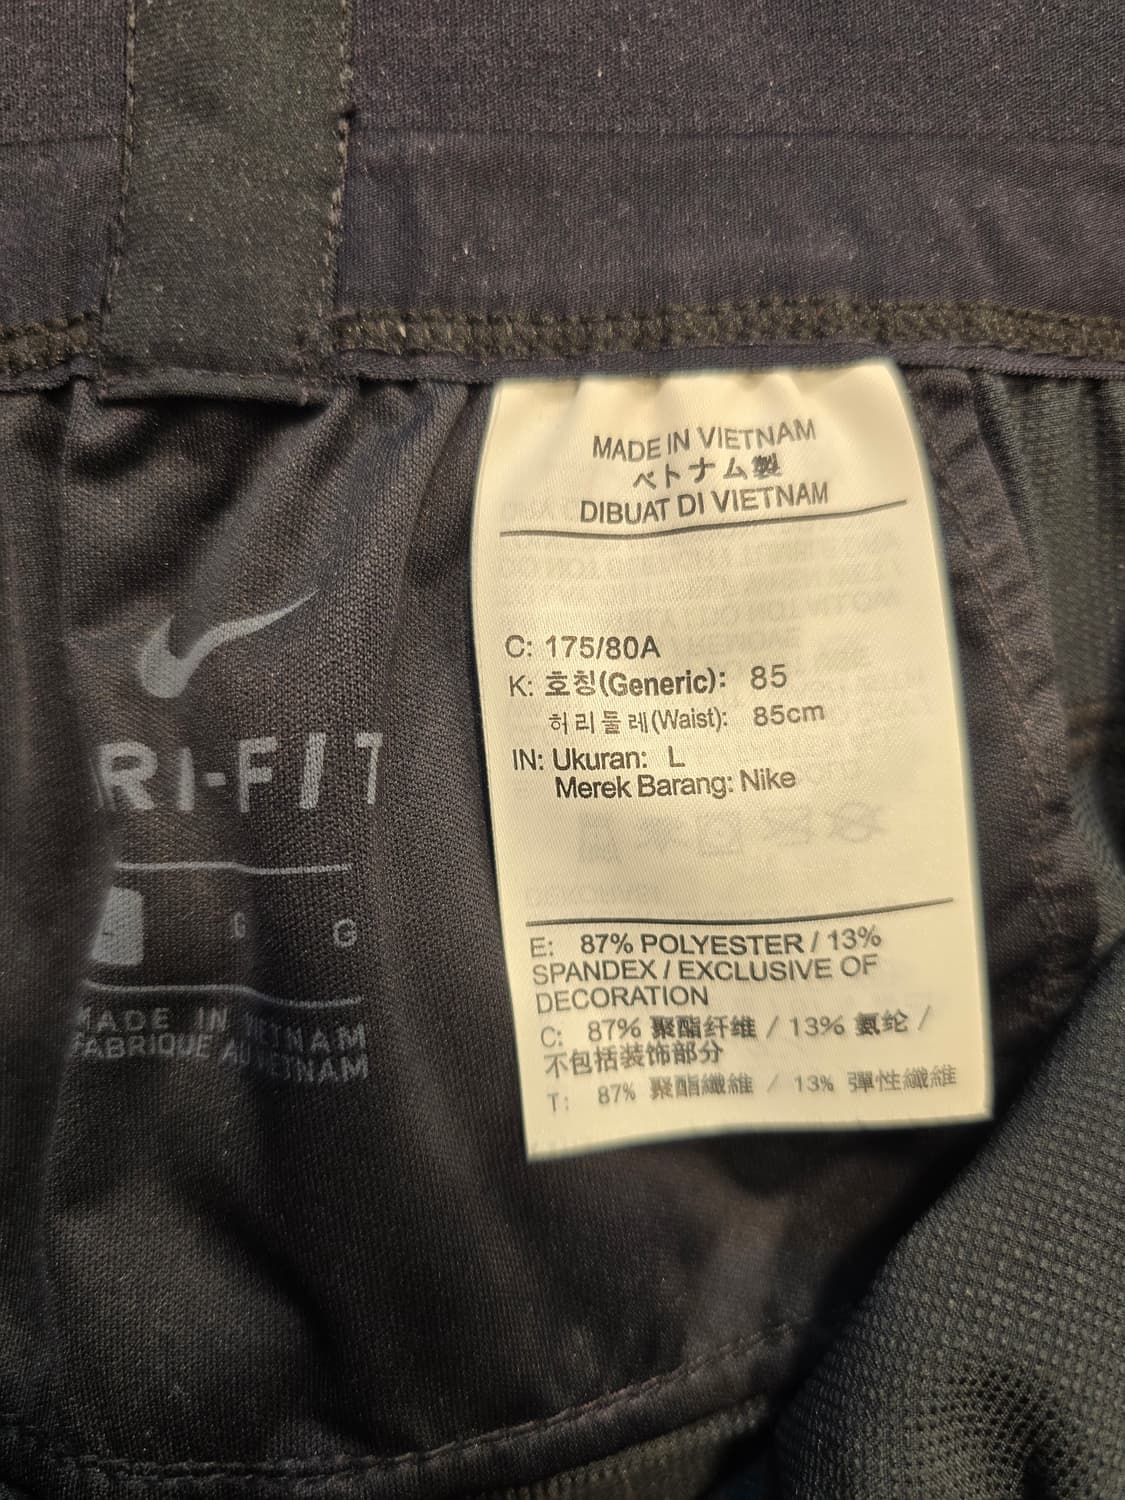 MADE IN VIETNAM
ベトナム製
DIBUAT DI VIETNAM
C: 175/80A
K: 호칭(Generic): 85
허리둘레(Waist): 85cm
IN: Ukuran: L
Merek Barang: Nike
E: 87% POLYESTER / 13%
SPANDEX / EXCLUSIVE OF
DECORATION
C: 87% 聚酯纤维 / 13% 氨纶 /
不包括装饰部分
T: 87% 聚酯纖維 / 13% 彈性纖維
RI-FIT
G G
MADE IN VIETNAM
FABRIQUE AU VIETNAM